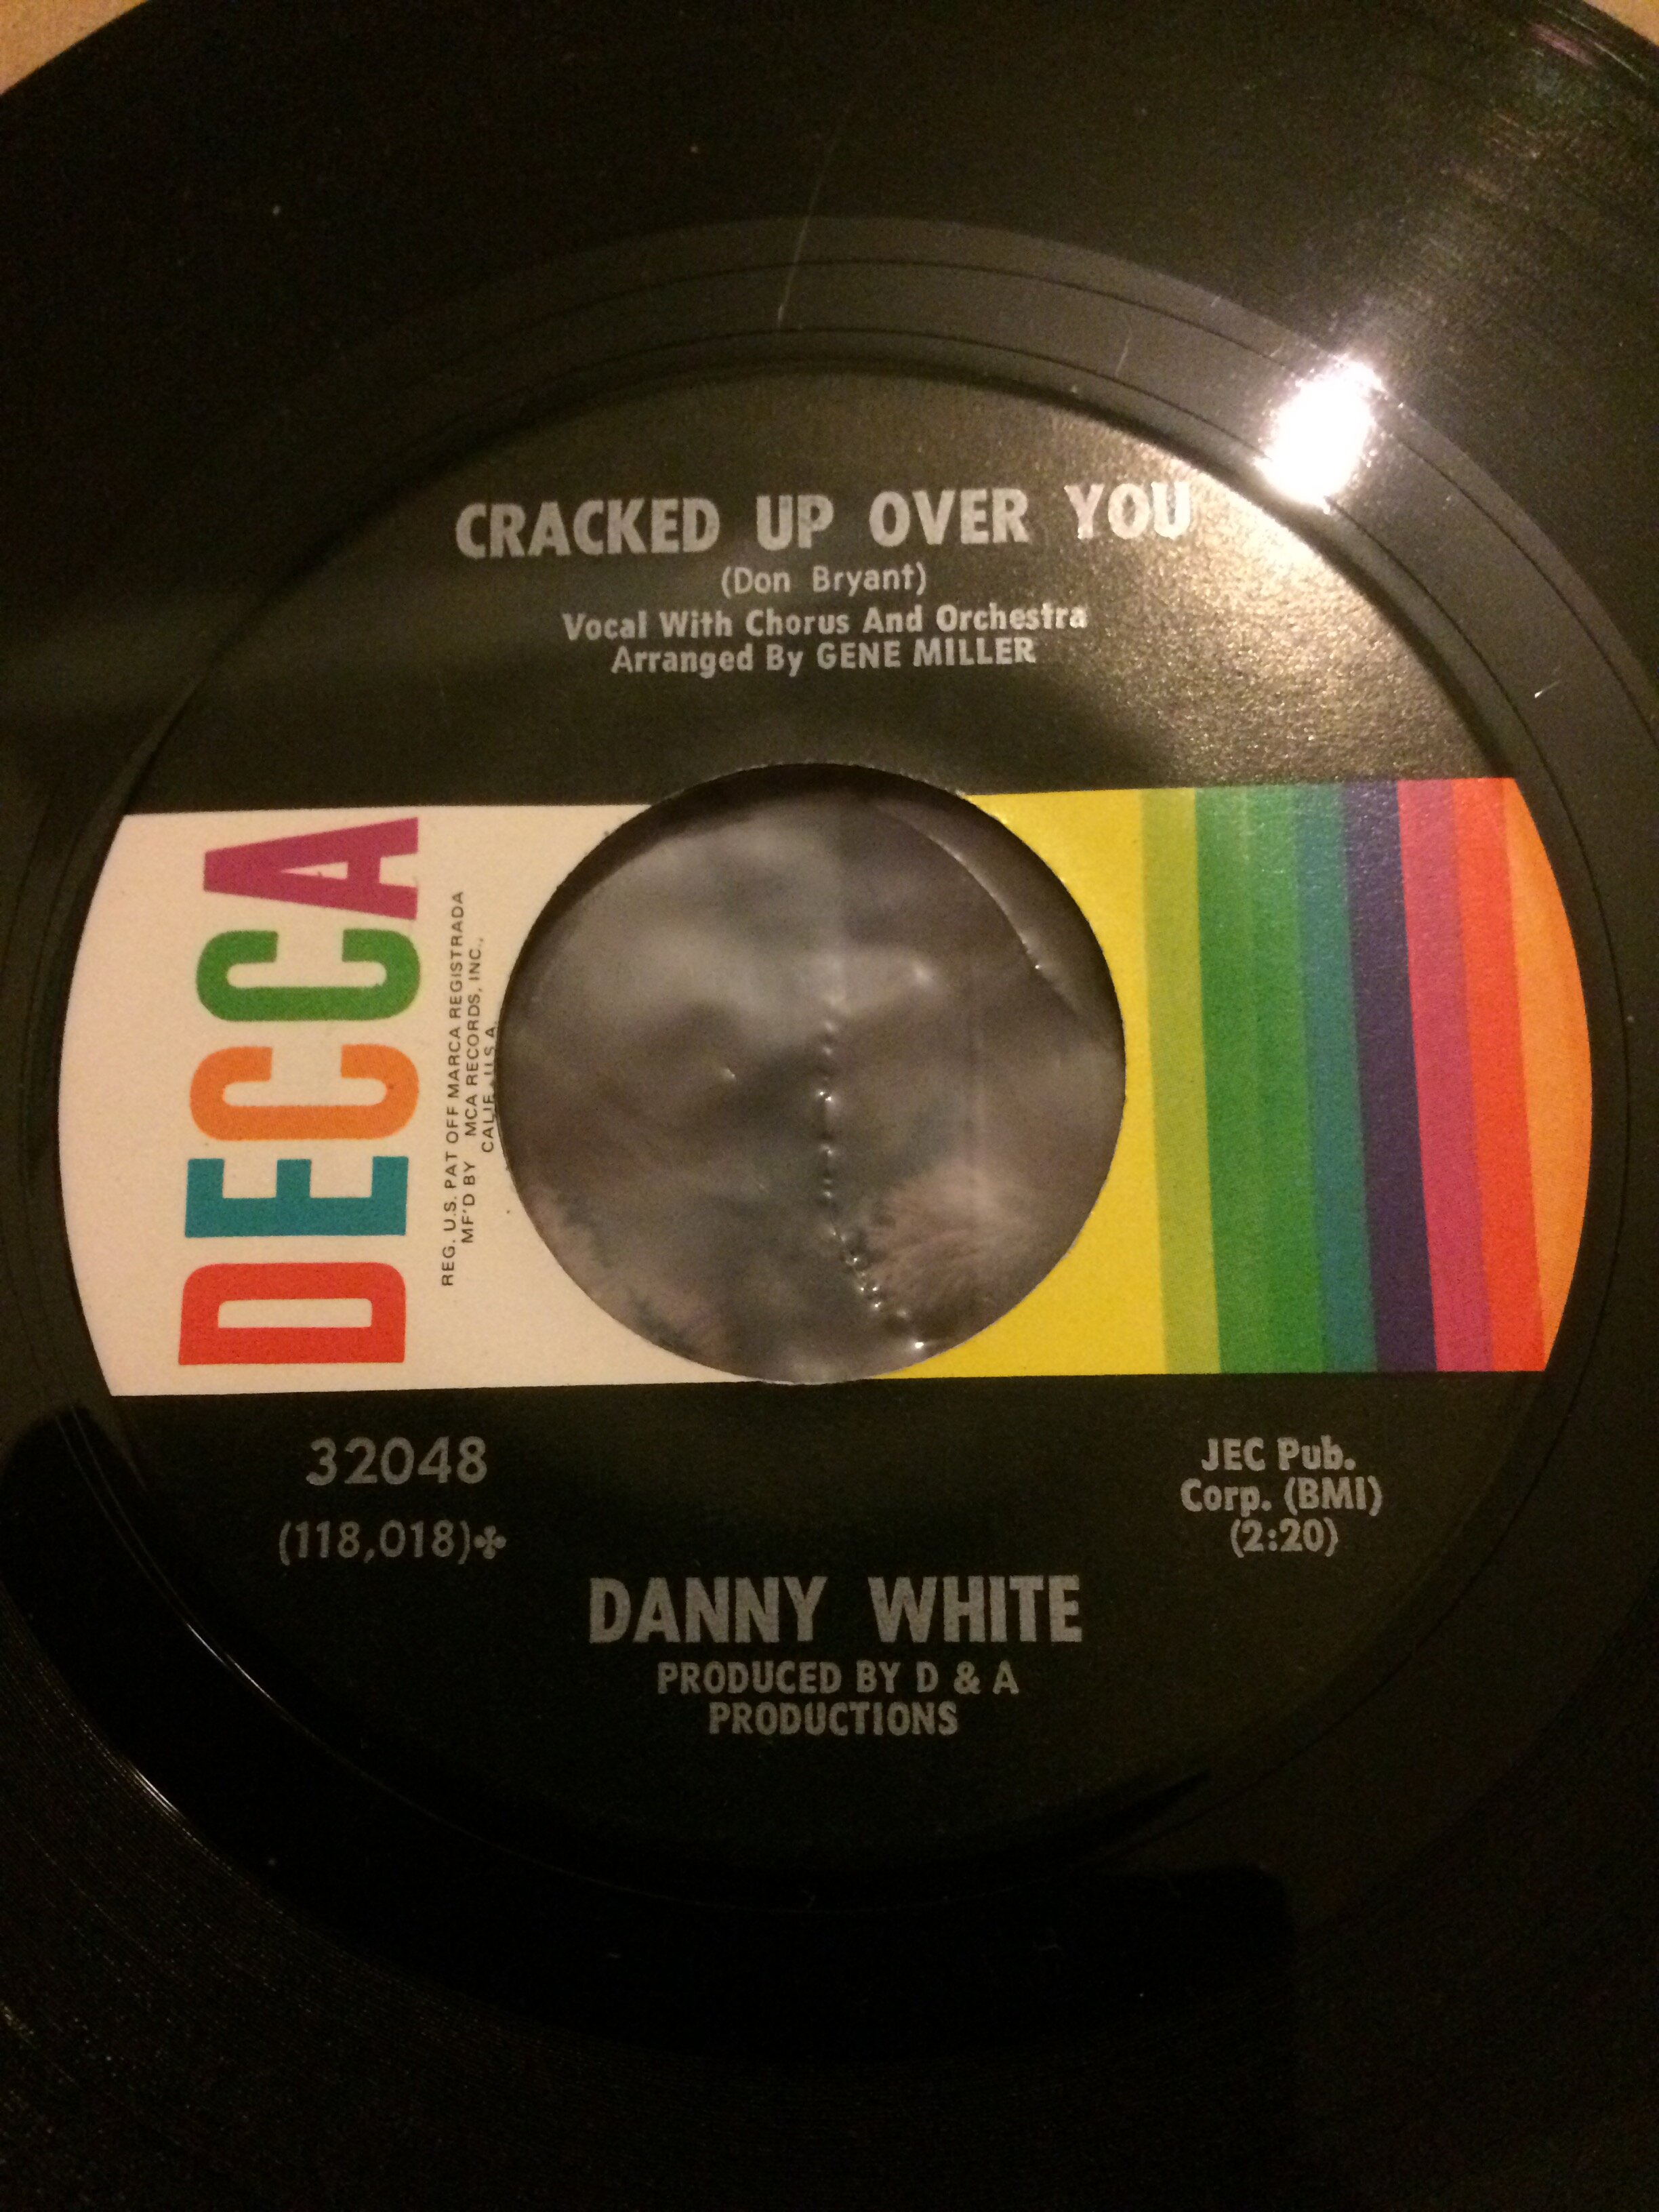 CRACKED UP OVER YOU
(Don Bryant)
Vocal With Chorus And Orchestra
Arranged By GENE MILLER
DECCA
REG. U.S. PAT OFF MARCA REGISTRADA
MF'D BY MCA RECORDS, INC.,
CALIF., U.S.A.
32048
(118,018)✤
JEC Pub.
Corp. (BMI)
(2:20)
DANNY WHITE
PRODUCED BY D & A
PRODUCTIONS